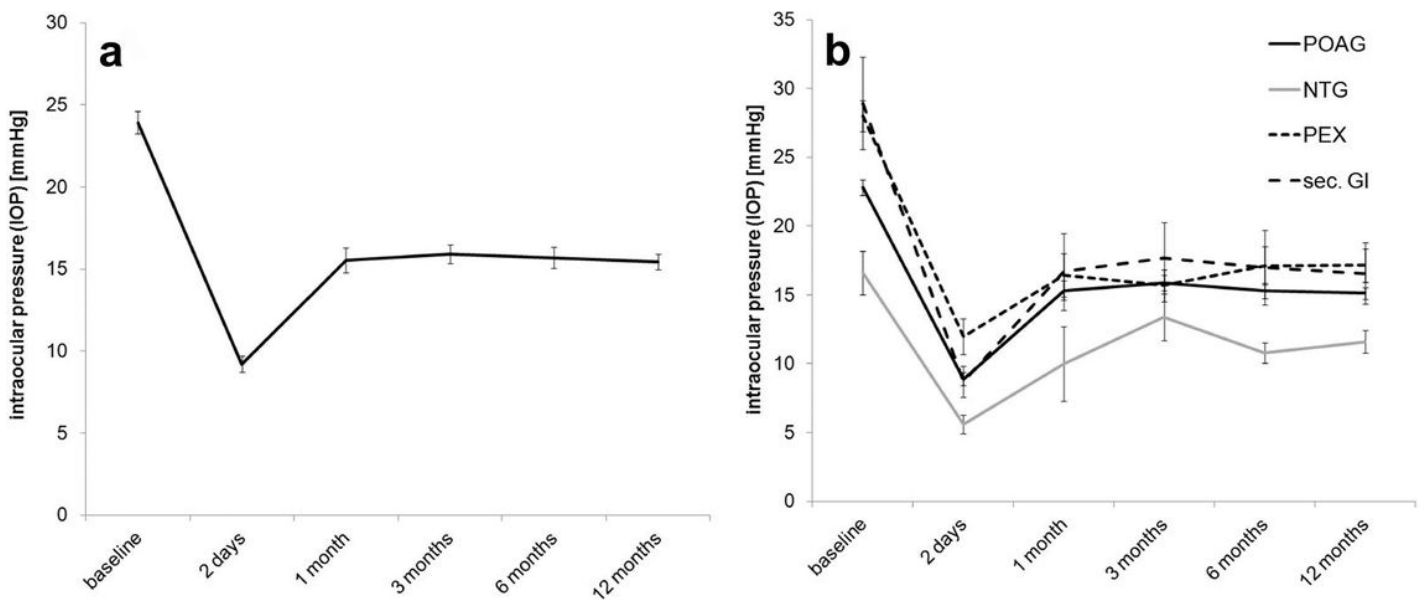 a
intraocular pressure (IOP) [mmHg]
30
25
20
15
10
5
0
baseline
2 days
1 month
3 months
6 months
12 months
b
intraocular pressure (IOP) [mmHg]
35
30
25
20
15
10
5
0
baseline
2 days
1 month
3 months
6 months
12 months
POAG
NTG
PEX
sec. Gl